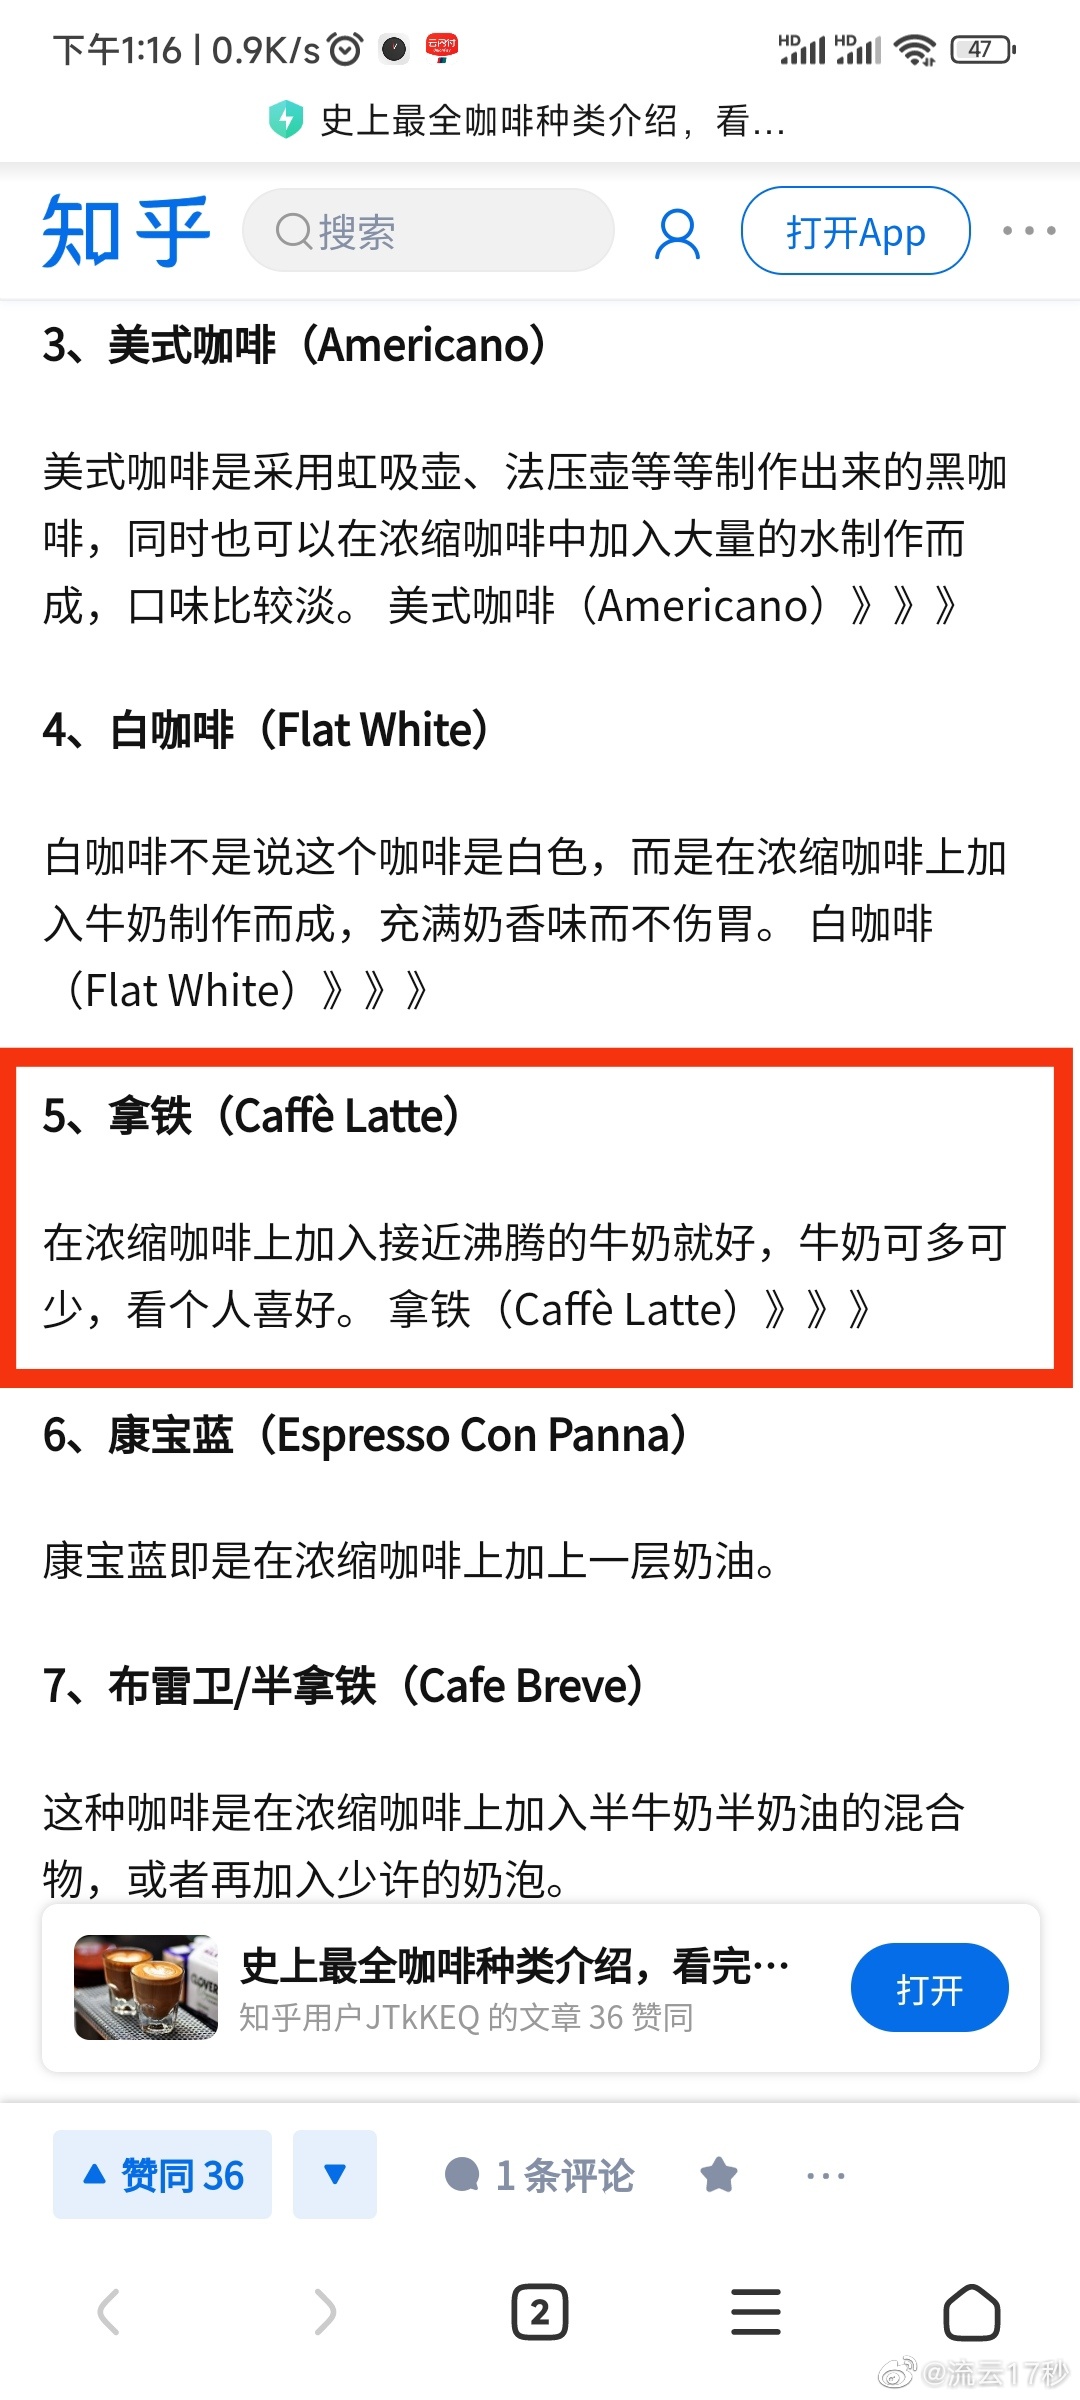 下午1:16 | 0.9K/s
HD HD 47
史上最全咖啡种类介绍，看...
知乎
搜索
打开App
3、美式咖啡（Americano）
美式咖啡是采用虹吸壶、法压壶等等制作出来的黑咖
啡，同时也可以在浓缩咖啡中加入大量的水制作而
成，口味比较淡。 美式咖啡（Americano）》》》
4、白咖啡（Flat White）
白咖啡不是说这个咖啡是白色，而是在浓缩咖啡上加
入牛奶制作而成，充满奶香味而不伤胃。 白咖啡
（Flat White）》》》
5、拿铁（Caffè Latte）
在浓缩咖啡上加入接近沸腾的牛奶就好，牛奶可多可
少，看个人喜好。 拿铁（Caffè Latte）》》》
6、康宝蓝（Espresso Con Panna）
康宝蓝即是在浓缩咖啡上加上一层奶油。
7、布雷卫/半拿铁（Cafe Breve）
这种咖啡是在浓缩咖啡上加入半牛奶半奶油的混合
物，或者再加入少许的奶泡。
史上最全咖啡种类介绍，看完…
知乎用户JTkKEQ 的文章 36 赞同
打开
赞同 36
1 条评论
2
@流云17秒